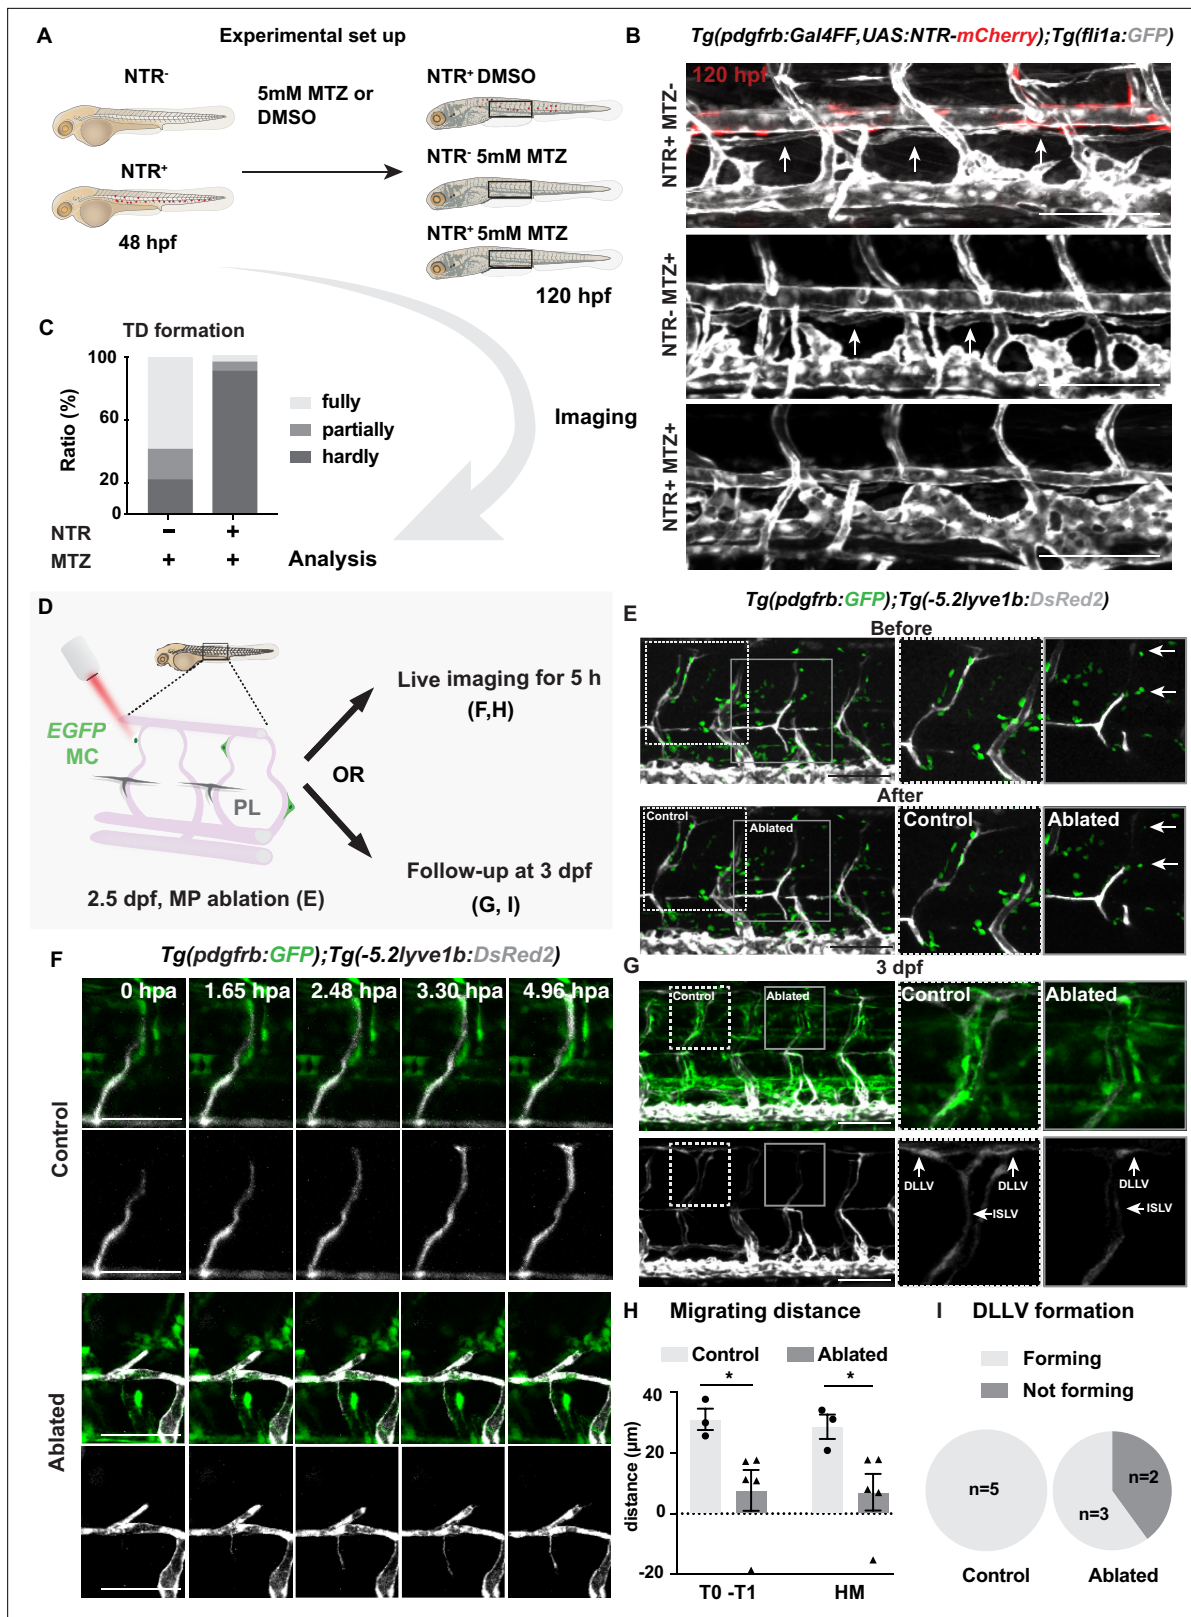 A
Experimental set up
NTR-
5mM MTZ or
DMSO
NTR+
48 hpf
NTR+ DMSO
NTR- 5mM MTZ
NTR+ 5mM MTZ
120 hpf
B
Tg(pdgfrb:Gal4FF,UAS:NTR-mCherry);Tg(fli1a:GFP)
120 hpf
NTR+ MTZ-
NTR- MTZ+
NTR+ MTZ+
C
TD formation
Ratio (%)
100
60
20
0
fully
partially
hardly
NTR − +
MTZ + +
Imaging
Analysis
D
EGFP
MC
PL
2.5 dpf, MP ablation (E)
Live imaging for 5 h
(F,H)
OR
Follow-up at 3 dpf
(G, I)
Tg(pdgfrb:GFP);Tg(-5.2lyve1b:DsRed2)
E
Before
After
Control
Ablated
Control
Ablated
F
Tg(pdgfrb:GFP);Tg(-5.2lyve1b:DsRed2)
0 hpa 1.65 hpa 2.48 hpa 3.30 hpa 4.96 hpa
Control
Ablated
G
3 dpf
Control
Ablated
Control
Ablated
DLLV
DLLV
ISLV
DLLV
ISLV
H
Migrating distance
Control
Ablated
distance (µm)
40
20
0
-20
*
*
T0 -T1
HM
I
DLLV formation
Forming
Not forming
n=5
n=2
n=3
Control
Ablated